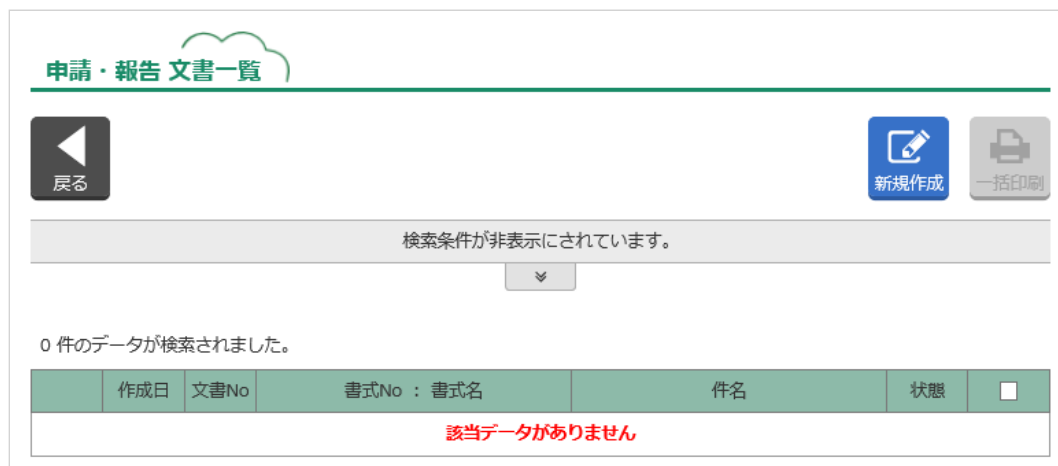 申請・報告 文書一覧
戻る
新規作成
一括印刷
検索条件が非表示にされています。
0 件のデータが検索されました。
作成日 文書No 書式No : 書式名 件名 状態
該当データがありません